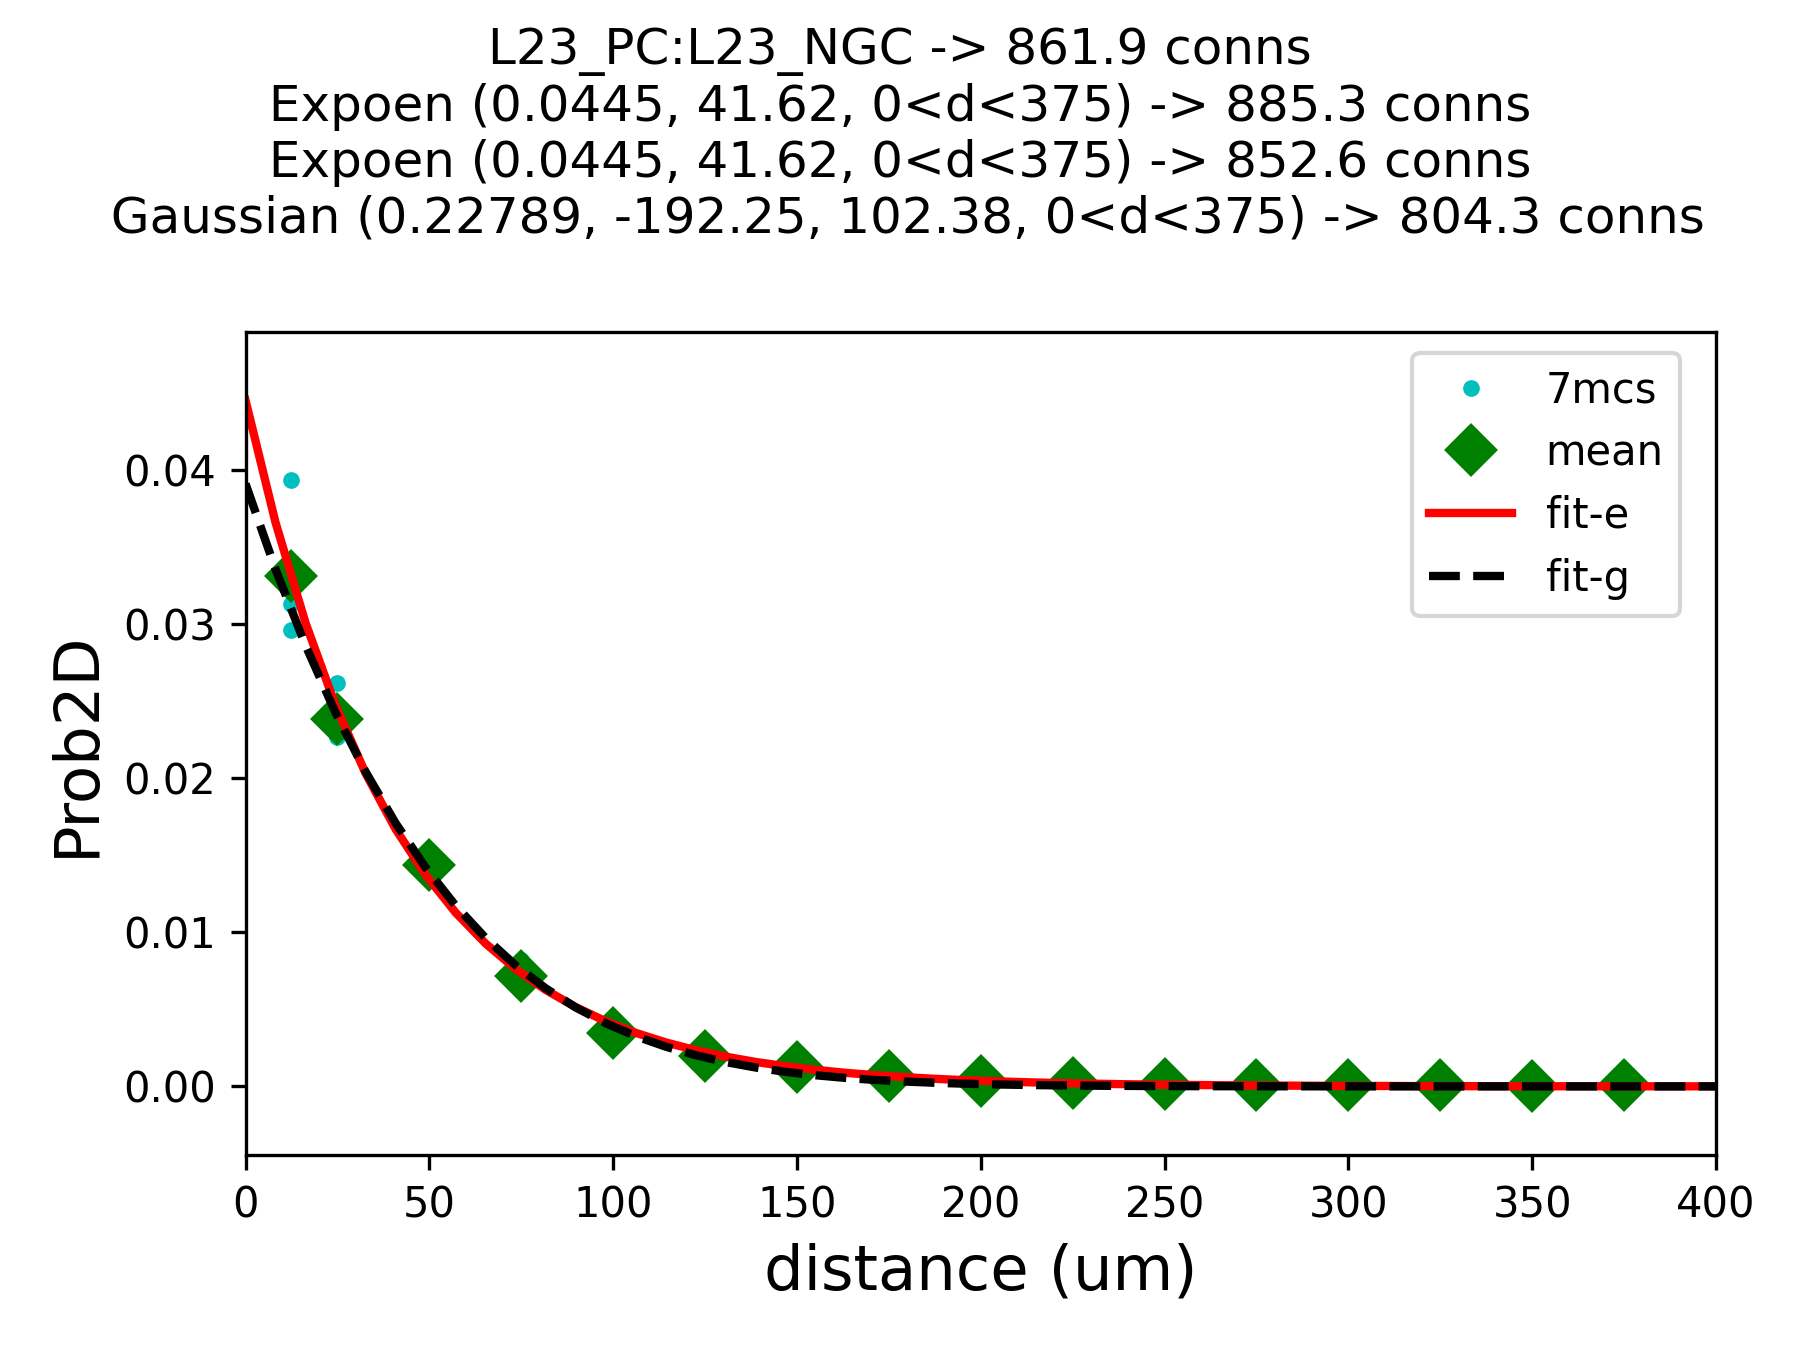 L23_PC:L23_NGC -> 861.9 conns
Expoen (0.0445, 41.62, 0<d<375) -> 885.3 conns
Expoen (0.0445, 41.62, 0<d<375) -> 852.6 conns
Gaussian (0.22789, -192.25, 102.38, 0<d<375) -> 804.3 conns
7mcs
mean
fit-e
fit-g
Prob2D
0.04
0.03
0.02
0.01
0.00
0 50 100 150 200 250 300 350 400
distance (um)